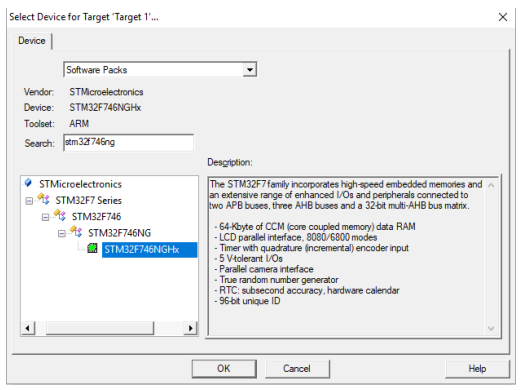 Select Device for Target 'Target 1'...
Device
Software Packs
Vendor: STMicroelectronics
Device: STM32F746NGHx
Toolset: ARM
Search: stm32f746ng
Description:
STMicroelectronics
STM32F7 Series
STM32F746
STM32F746NG
STM32F746NGHx
The STM32F7 family incorporates high-speed embedded memories and
an extensive range of enhanced I/Os and peripherals connected to
two APB buses, three AHB buses and a 32-bit multi-AHB bus matrix.
- 64-Kbyte of CCM (core coupled memory) data RAM
- LCD parallel interface, 8080/6800 modes
- Timer with quadrature (incremental) encoder input
- 5 V-tolerant I/Os
- Parallel camera interface
- True random number generator
- RTC: subsecond accuracy, hardware calendar
- 96-bit unique ID
OK
Cancel
Help